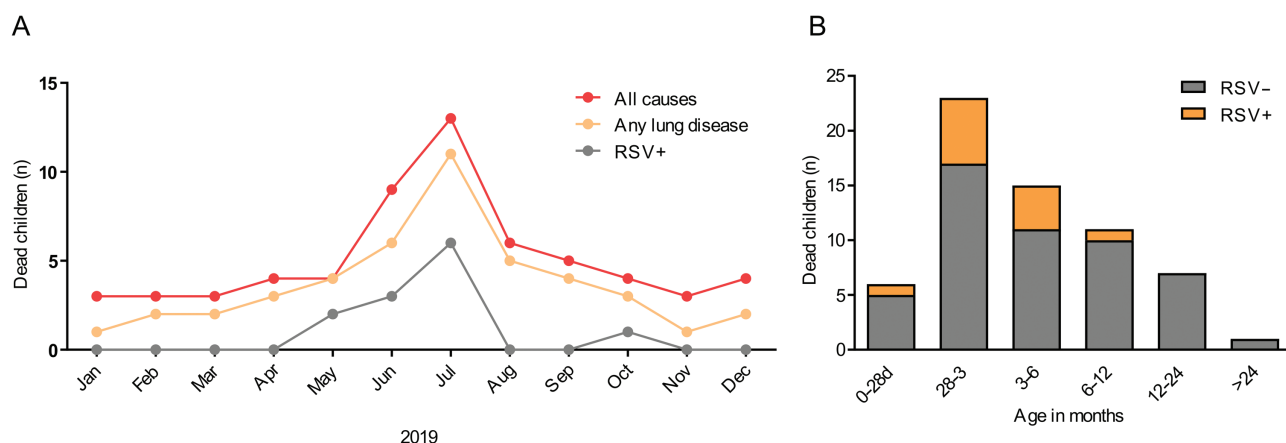 A
Dead children (n)
15
10
5
0
All causes
Any lung disease
RSV+
Jan
Feb
Mar
Apr
May
Jun
Jul
Aug
Sep
Oct
Nov
Dec
2019
B
Dead children (n)
25
20
15
10
5
0
RSV–
RSV+
0-28d
28-3
3-6
6-12
12-24
>24
Age in months